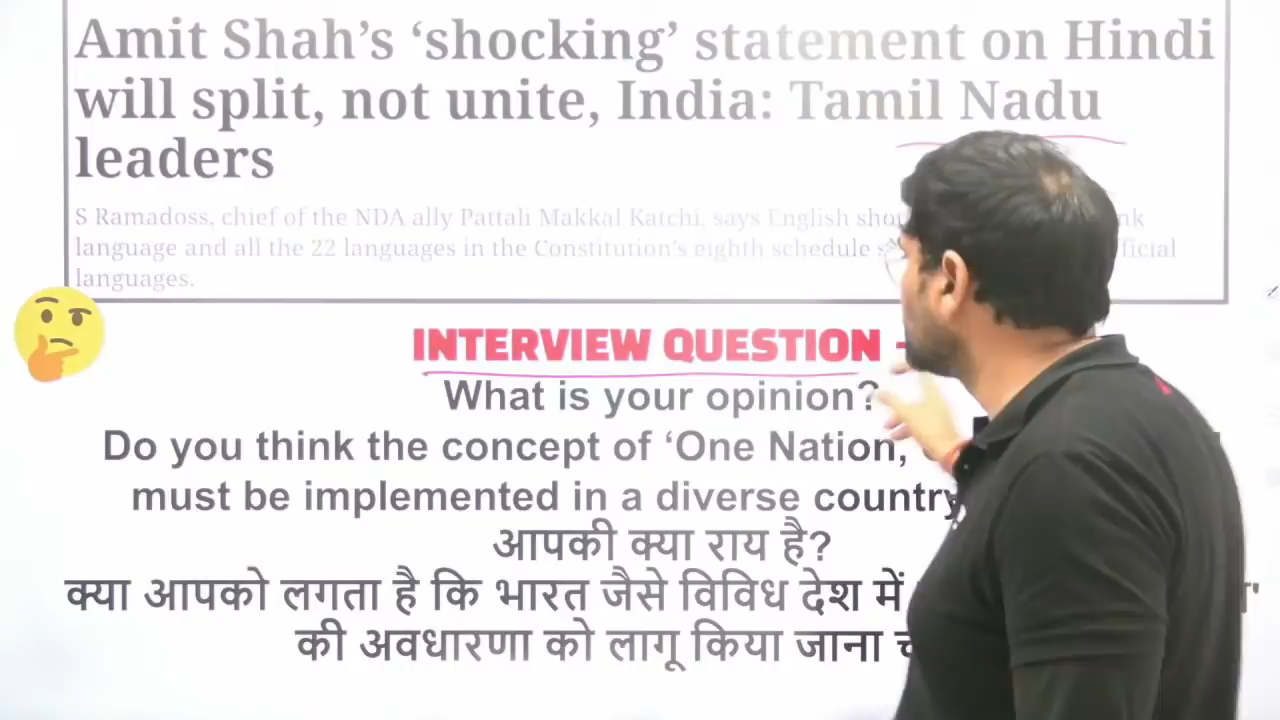 Amit Shah's 'shocking' statement on Hindi
will split, not unite, India: Tamil Nadu
leaders
S Ramadoss, chief of the NDA ally Pattali Makkal Katchi, says English
language and all the 22 languages in the Constitution's eighth schedule
languages.
INTERVIEW QUESTION -
What is your opinion?
Do you think the concept of 'One Nation,
must be implemented in a diverse country
आपकी क्या राय है?
क्या आपको लगता है कि भारत जैसे विविध देश में
की अवधारणा को लागू किया जाना